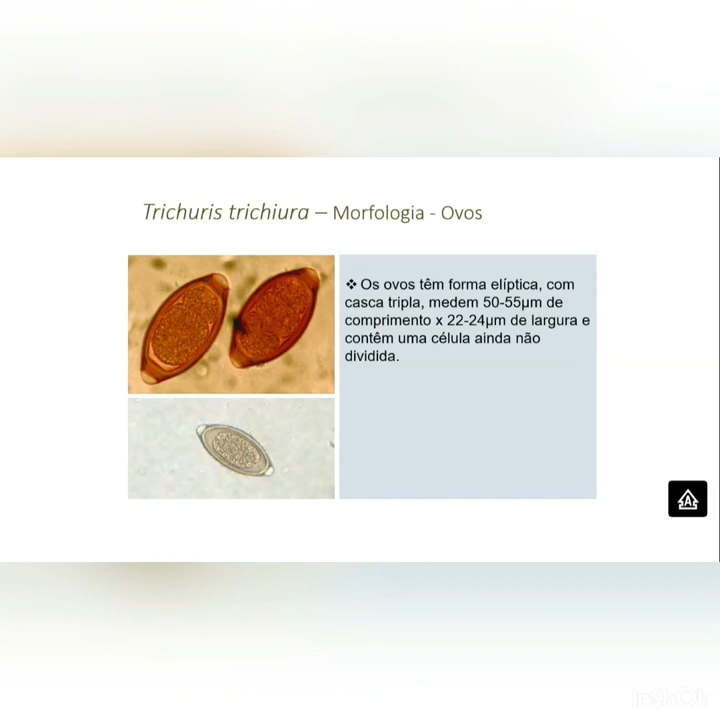 Trichuris trichiura – Morfologia - Ovos
❖ Os ovos têm forma elíptica, com
casca tripla, medem 50-55µm de
comprimento x 22-24µm de largura e
contêm uma célula ainda não
dividida.
A
InShOt